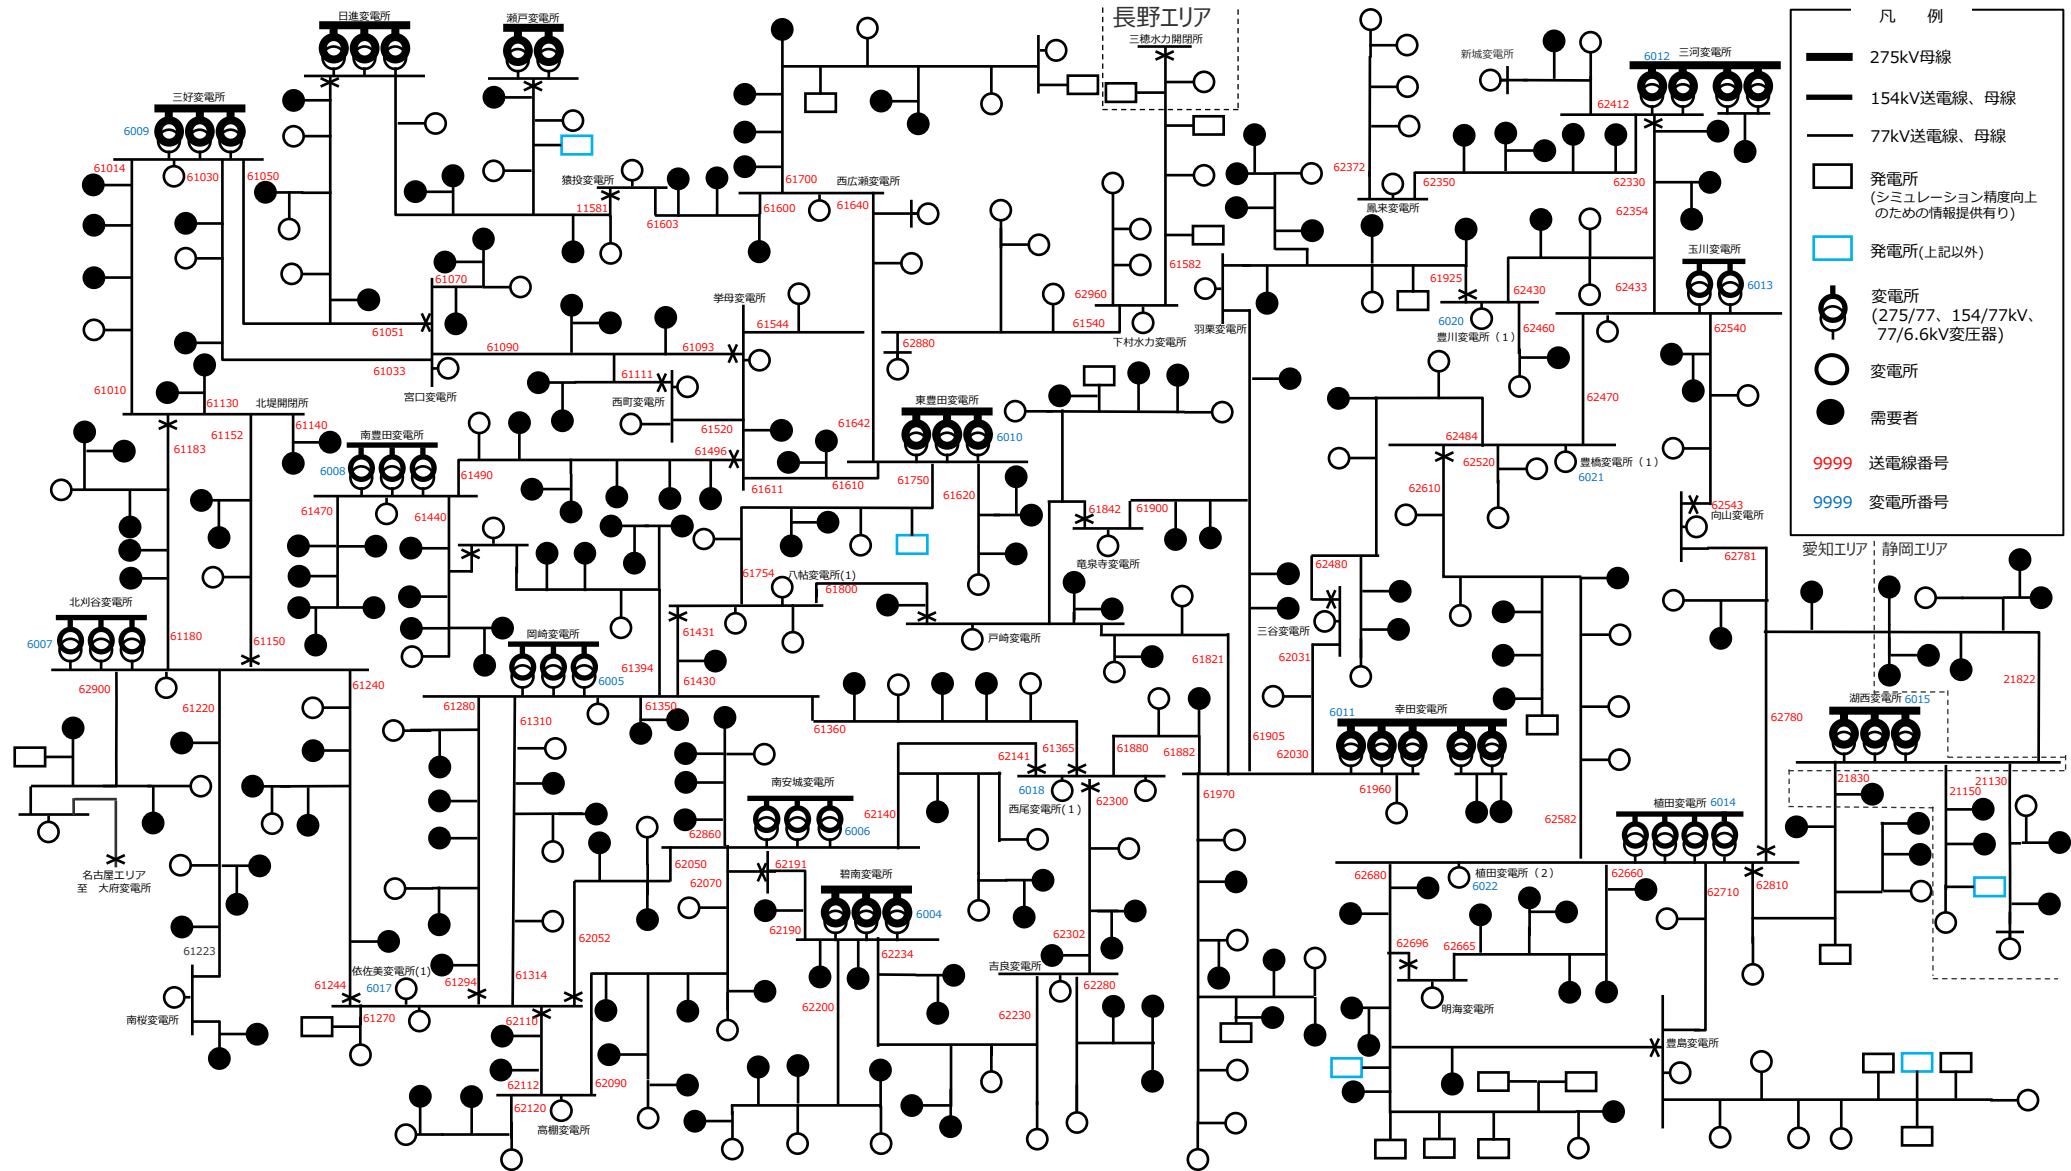 日進変電所
瀬戸変電所
長野エリア
三穂水力開閉所
新城変電所
6012
三河変電所
凡　例
275kV母線
154kV送電線、母線
77kV送電線、母線
発電所
(シミュレーション精度向上
のための情報提供有り)
発電所(上記以外)
変電所
(275/77、154/77kV、
77/6.6kV変圧器)
変電所
需要者
9999 送電線番号
9999 変電所番号
三好変電所
6009
61014
61030
61050
猿投変電所
11581
61603
61700
西広瀬変電所
61600
61640
62412
62372
62350
62330
62354
鳳来変電所
玉川変電所
6013
61070
61051
61582
62960
61925
62430
62433
6020
62460
62540
豊川変電所（1）
挙母変電所
61544
61540
62880
下村水力変電所
羽栗変電所
61090
61093
61033
宮口変電所
61111
西町変電所
61010
61130
北堤開閉所
61140
61152
61183
南豊田変電所
6008
61520
61496
61490
61642
東豊田変電所
6010
62470
62484
62520
豊橋変電所（1）
6021
61611
61610
61750
61620
62610
62543
向山変電所
61470
61440
61842
61900
竜泉寺変電所
62781
愛知エリア
静岡エリア
61754
八帖変電所(1)
61800
62480
北刈谷変電所
6007
61180
61150
岡崎変電所
6005
61394
61431
61430
戸崎変電所
61821
三谷変電所
62031
62900
61220
61240
61280
61310
61350
61360
21822
湖西変電所
6015
6011
幸田変電所
62780
62141
61365
61880
61882
61905
62030
南安城変電所
6006
62140
62860
6018
西尾変電所(1)
62300
61970
61960
62582
植田変電所
6014
21830
21130
21150
名古屋エリア
至　大府変電所
62050
62070
62191
碧南変電所
6004
62190
62680
植田変電所（2）
6022
62660
62710
62810
61223
南桜変電所
依佐美変電所(1)
6017
61244
61270
61294
61314
62052
62234
62302
吉良変電所
62280
62696
62665
明海変電所
62110
62200
62230
豊島変電所
62112
62090
62120
高棚変電所